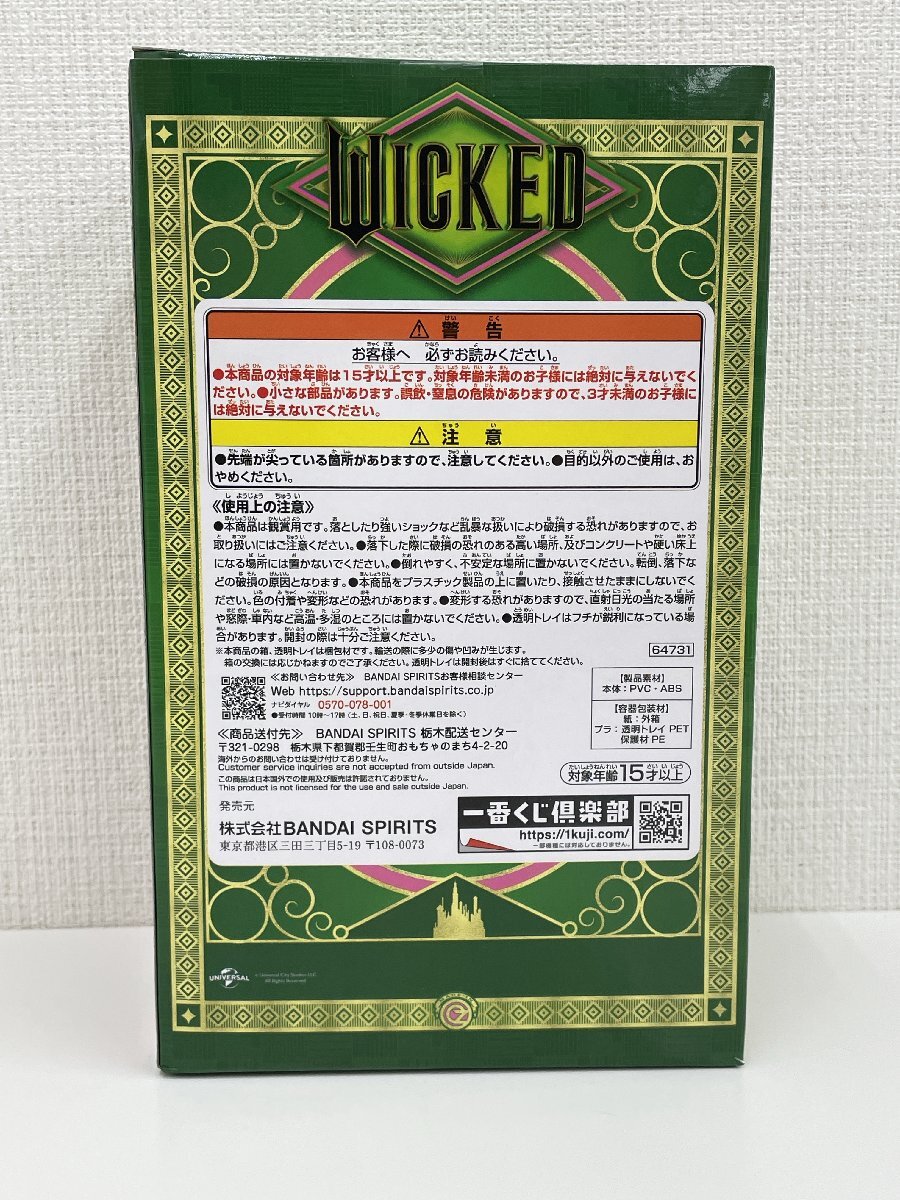 WICKED
⚠ 警告
お客様へ 必ずお読みください。
●本商品の対象年齢は15才以上です。対象年齢未満のお子様には絶対に与えないでく
ださい。●小さな部品があります。誤飲・窒息の危険がありますので、3才未満のお子様に
は絶対に与えないでください。
⚠ 注意
●先端が尖っている箇所がありますので、注意してください。●目的以外のご使用は、お
やめください。
《使用上の注意》
●本商品は観賞用です。落としたり強いショックなど乱暴な扱いにより破損する恐れがありますので、お
取り扱いにはご注意ください。●落下した際に破損の恐れのある高い場所、及びコンクリートや硬い床上
になる場所には置かないでください。●倒れやすく、不安定な場所に置かないでください。転倒、落下な
どの破損の原因となります。●本商品をプラスチック製品の上に置いたり、接触させたままにしないでく
ださい。色の付着や変形などの恐れがあります。●変形する恐れがありますので、直射日光の当たる場所
や窓際・車内など高温・多湿のところには置かないでください。●透明トレイはフチが鋭利になっている場
合があります。開封の際は十分ご注意ください。
※本商品の箱、透明トレイは梱包材です。輸送の際に多少の傷や凹みが生じます。
箱の交換には応じかねますのでご了承ください。透明トレイは開封後はすぐに捨ててください。
64731
≪お問い合わせ先≫ BANDAI SPIRITSお客様相談センター
Web https://support.bandaispirits.co.jp
ナビダイヤル 0570-078-001
●受付時間 10時〜17時(土、日、祝日、夏季・冬季休業日を除く)
【製品素材】
本体：PVC・ABS
【容器包装材】
紙：外箱
プラ：透明トレイ PET
保護材 PE
≪商品送付先≫ BANDAI SPIRITS 栃木配送センター
〒321-0298 栃木県下都賀郡壬生町おもちゃのまち4-2-20
海外からのお問い合わせは受け付けておりません。
Customer service inquiries are not accepted from outside Japan.
この商品は日本国外での使用及び販売は許諾されておりません。
This product is not licensed for the use and sale outside Japan.
対象年齢15才以上
発売元
株式会社BANDAI SPIRITS
東京都港区三田三丁目5-19 〒108-0073
一番くじ倶楽部
https://1kuji.com/
一部機種には対応しておりません。
UNIVERSAL
© Universal City Studios LLC.
All Rights Reserved.
OZ